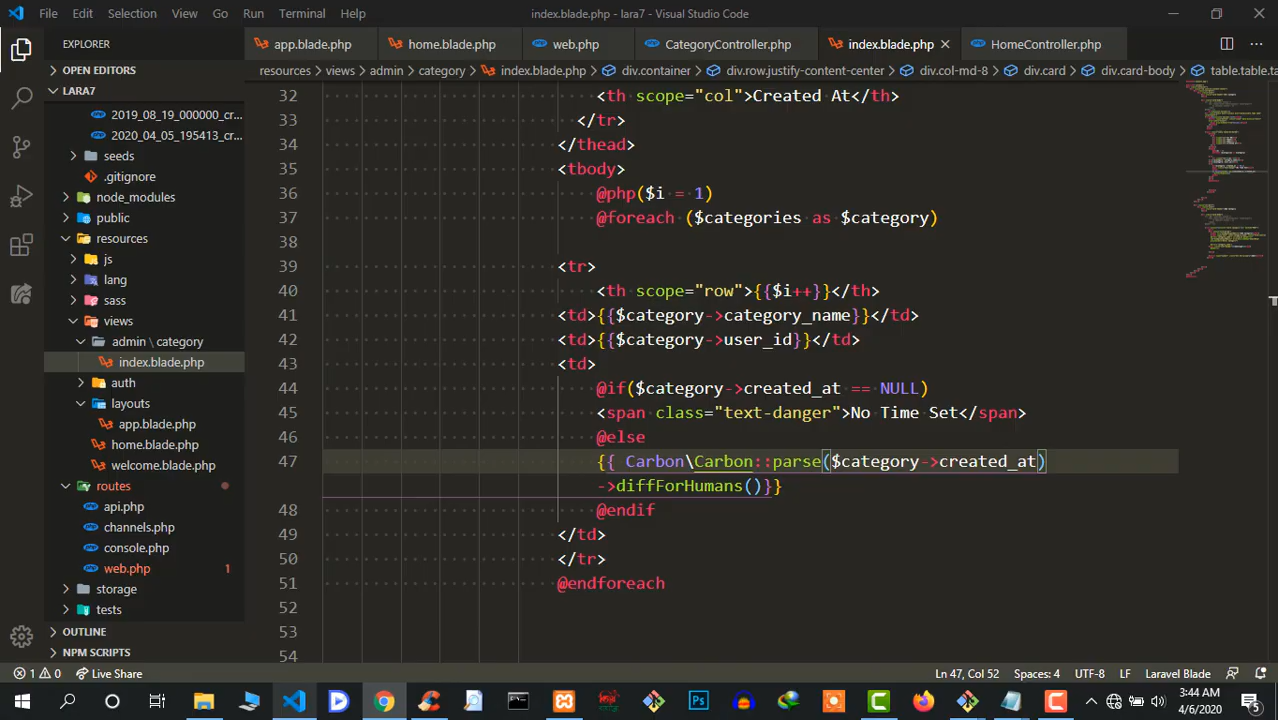 File Edit Selection View Go Run Terminal Help
index.blade.php - lara7 - Visual Studio Code
EXPLORER
app.blade.php home.blade.php web.php CategoryController.php index.blade.php HomeController.php
OPEN EDITORS
resources > views > admin > category > index.blade.php > div.container > div.row.justify-content-center > div.col-md-8 > div.card > div.card-body > table.table.ta
LARA7
2019_08_19_000000_cr...
2020_04_05_195413_cr...
seeds
.gitignore
node_modules
public
resources
js
lang
sass
views
admin \ category
index.blade.php
auth
layouts
app.blade.php
home.blade.php
welcome.blade.php
routes
api.php
channels.php
console.php
web.php 1
storage
tests
OUTLINE
NPM SCRIPTS
32 <th scope="col">Created At</th>
33 </tr>
34 </thead>
35 <tbody>
36 @php($i = 1)
37 @foreach ($categories as $category)
38
39 <tr>
40 <th scope="row">{{$i++}}</th>
41 <td>{{$category->category_name}}</td>
42 <td>{{$category->user_id}}</td>
43 <td>
44 @if($category->created_at == NULL)
45 <span class="text-danger">No Time Set</span>
46 @else
47 {{ Carbon\Carbon::parse($category->created_at)
->diffForHumans()}}
48 @endif
49 </td>
50 </tr>
51 @endforeach
52
53
54
1 0 Live Share
Ln 47, Col 52 Spaces: 4 UTF-8 LF Laravel Blade
Ps
3:44 AM
4/6/2020
5